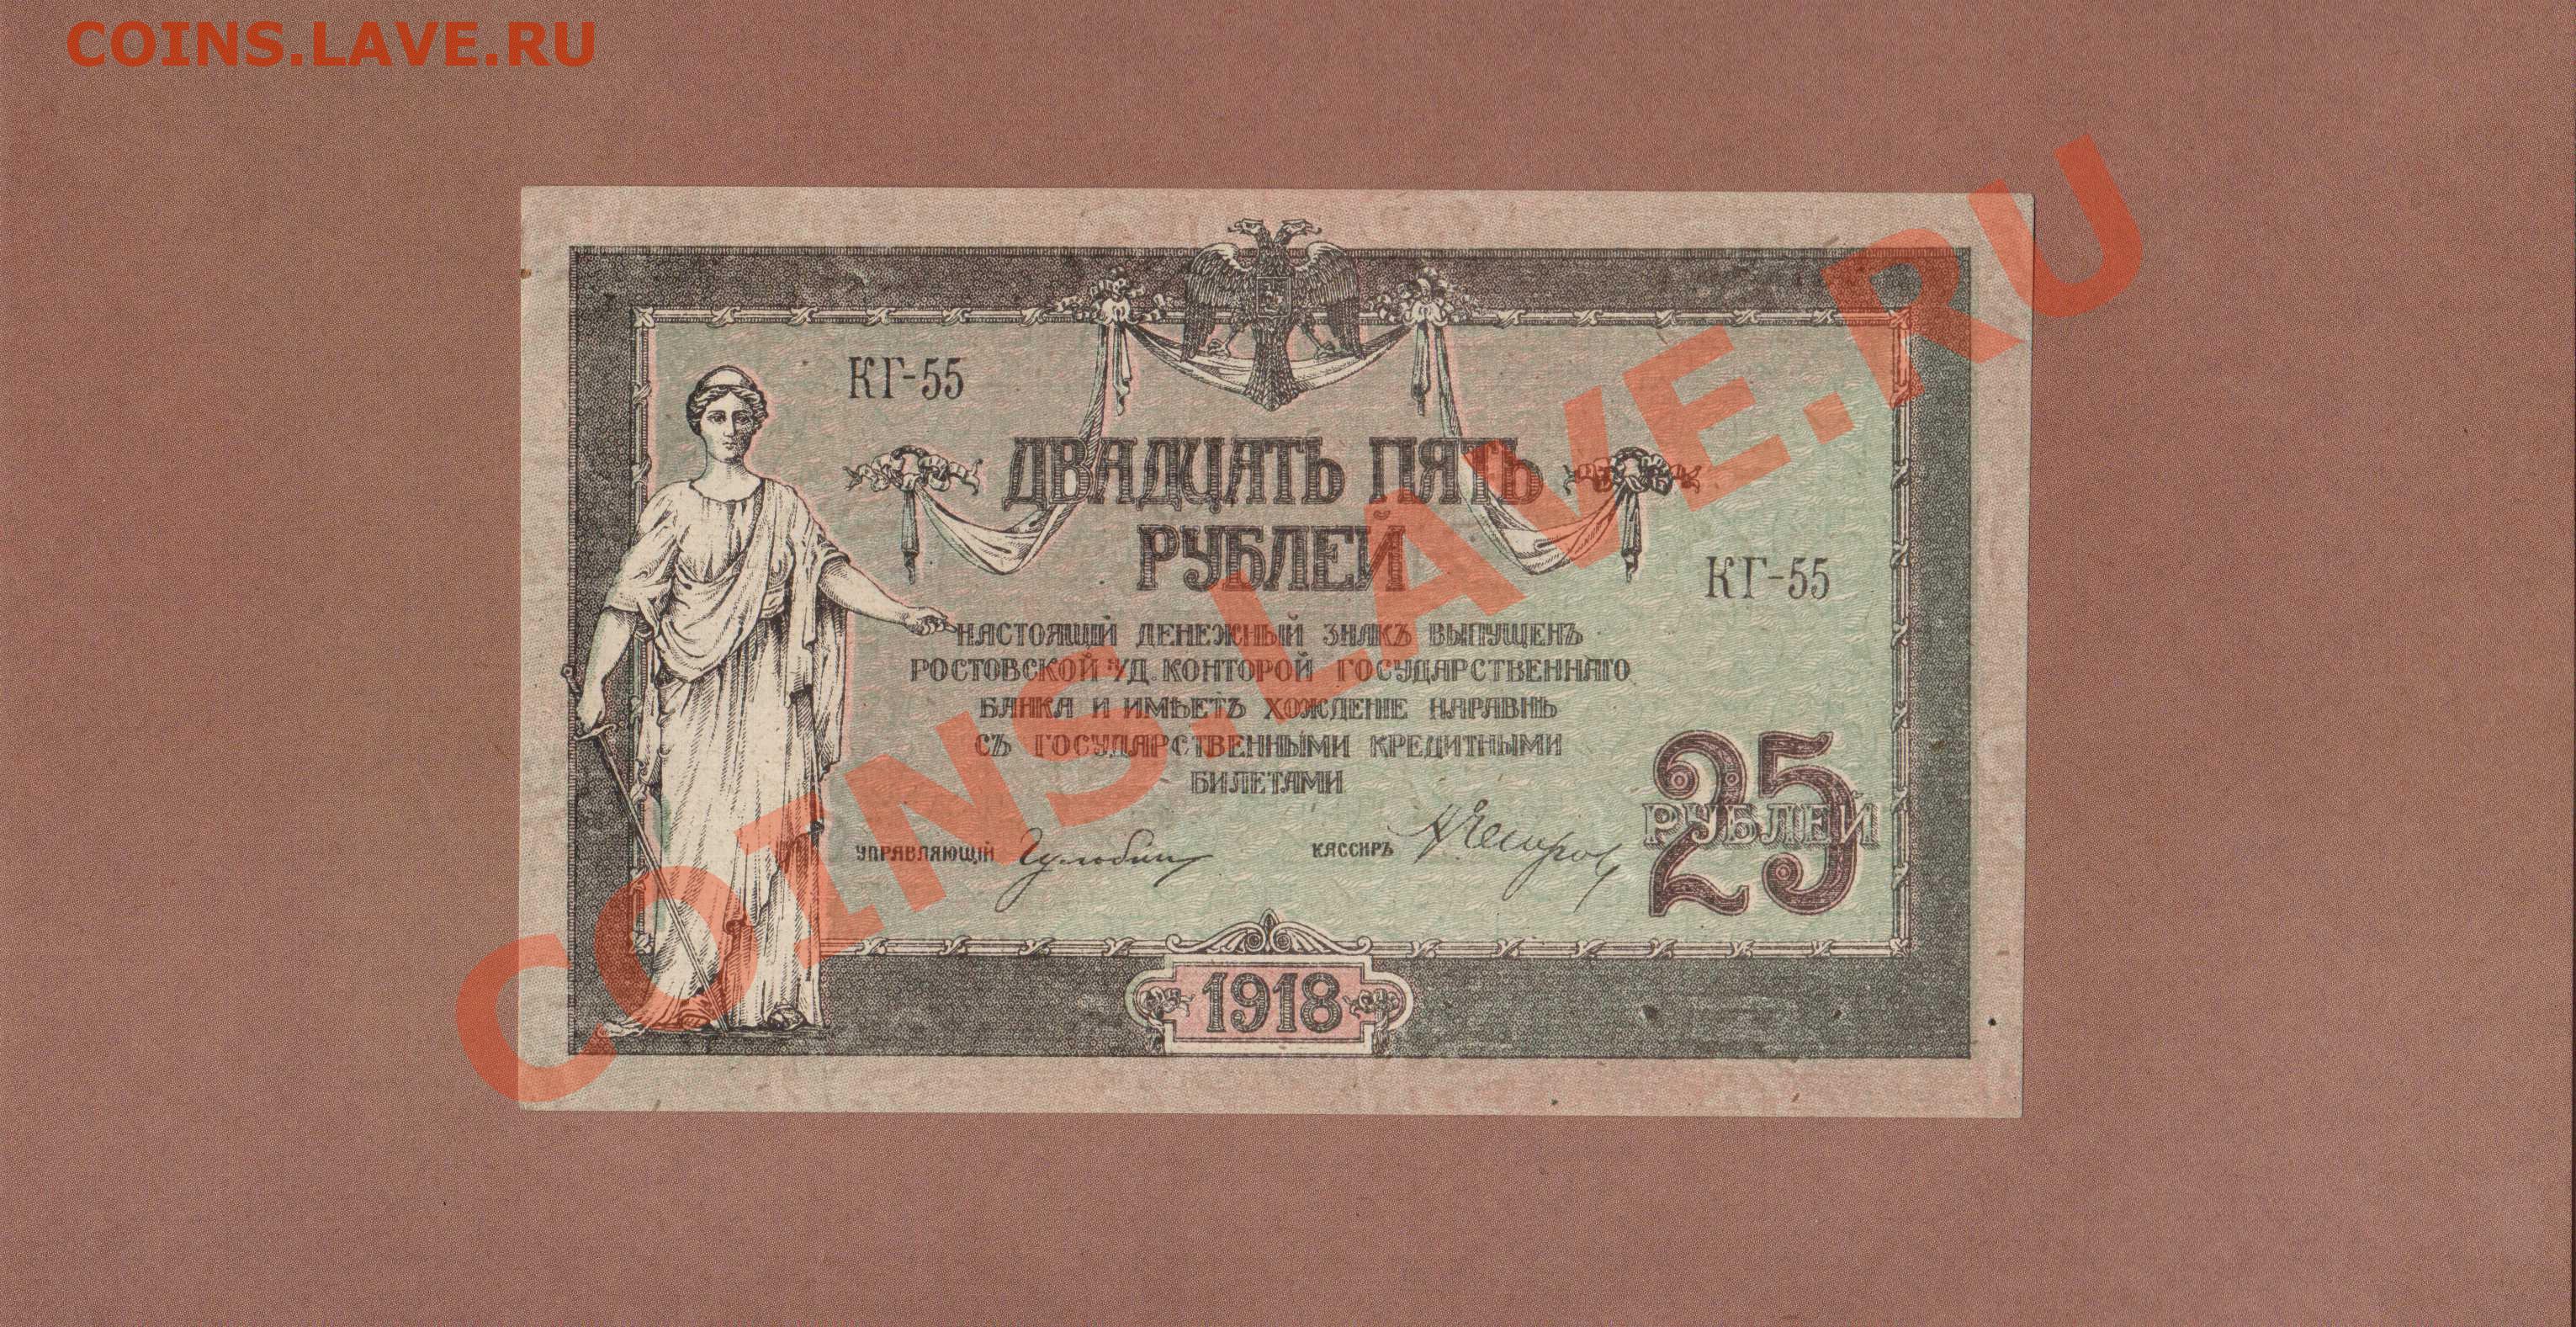 COINS.LAVE.RU
КГ-55
ДВАДЦАТЬ ПЯТЬ
РУБЛЕЙ
КГ-55
НАСТОЯЩІЙ ДЕНЕЖНЫЙ ЗНАКЪ ВЫПУЩЕНЪ
РОСТОВСКОЙ Н/Д. КОНТОРОЙ ГОСУДАРСТВЕННАГО
БАНКА И ИМѢЕТЪ ХОЖДЕНІЕ НАРАВНѢ
СЪ ГОСУДАРСТВЕННЫМИ КРЕДИТНЫМИ
БИЛЕТАМИ
25
РУБЛЕЙ
УПРАВЛЯЮЩІЙ
КАССИРЪ
1918
COINS.LAVE.RU